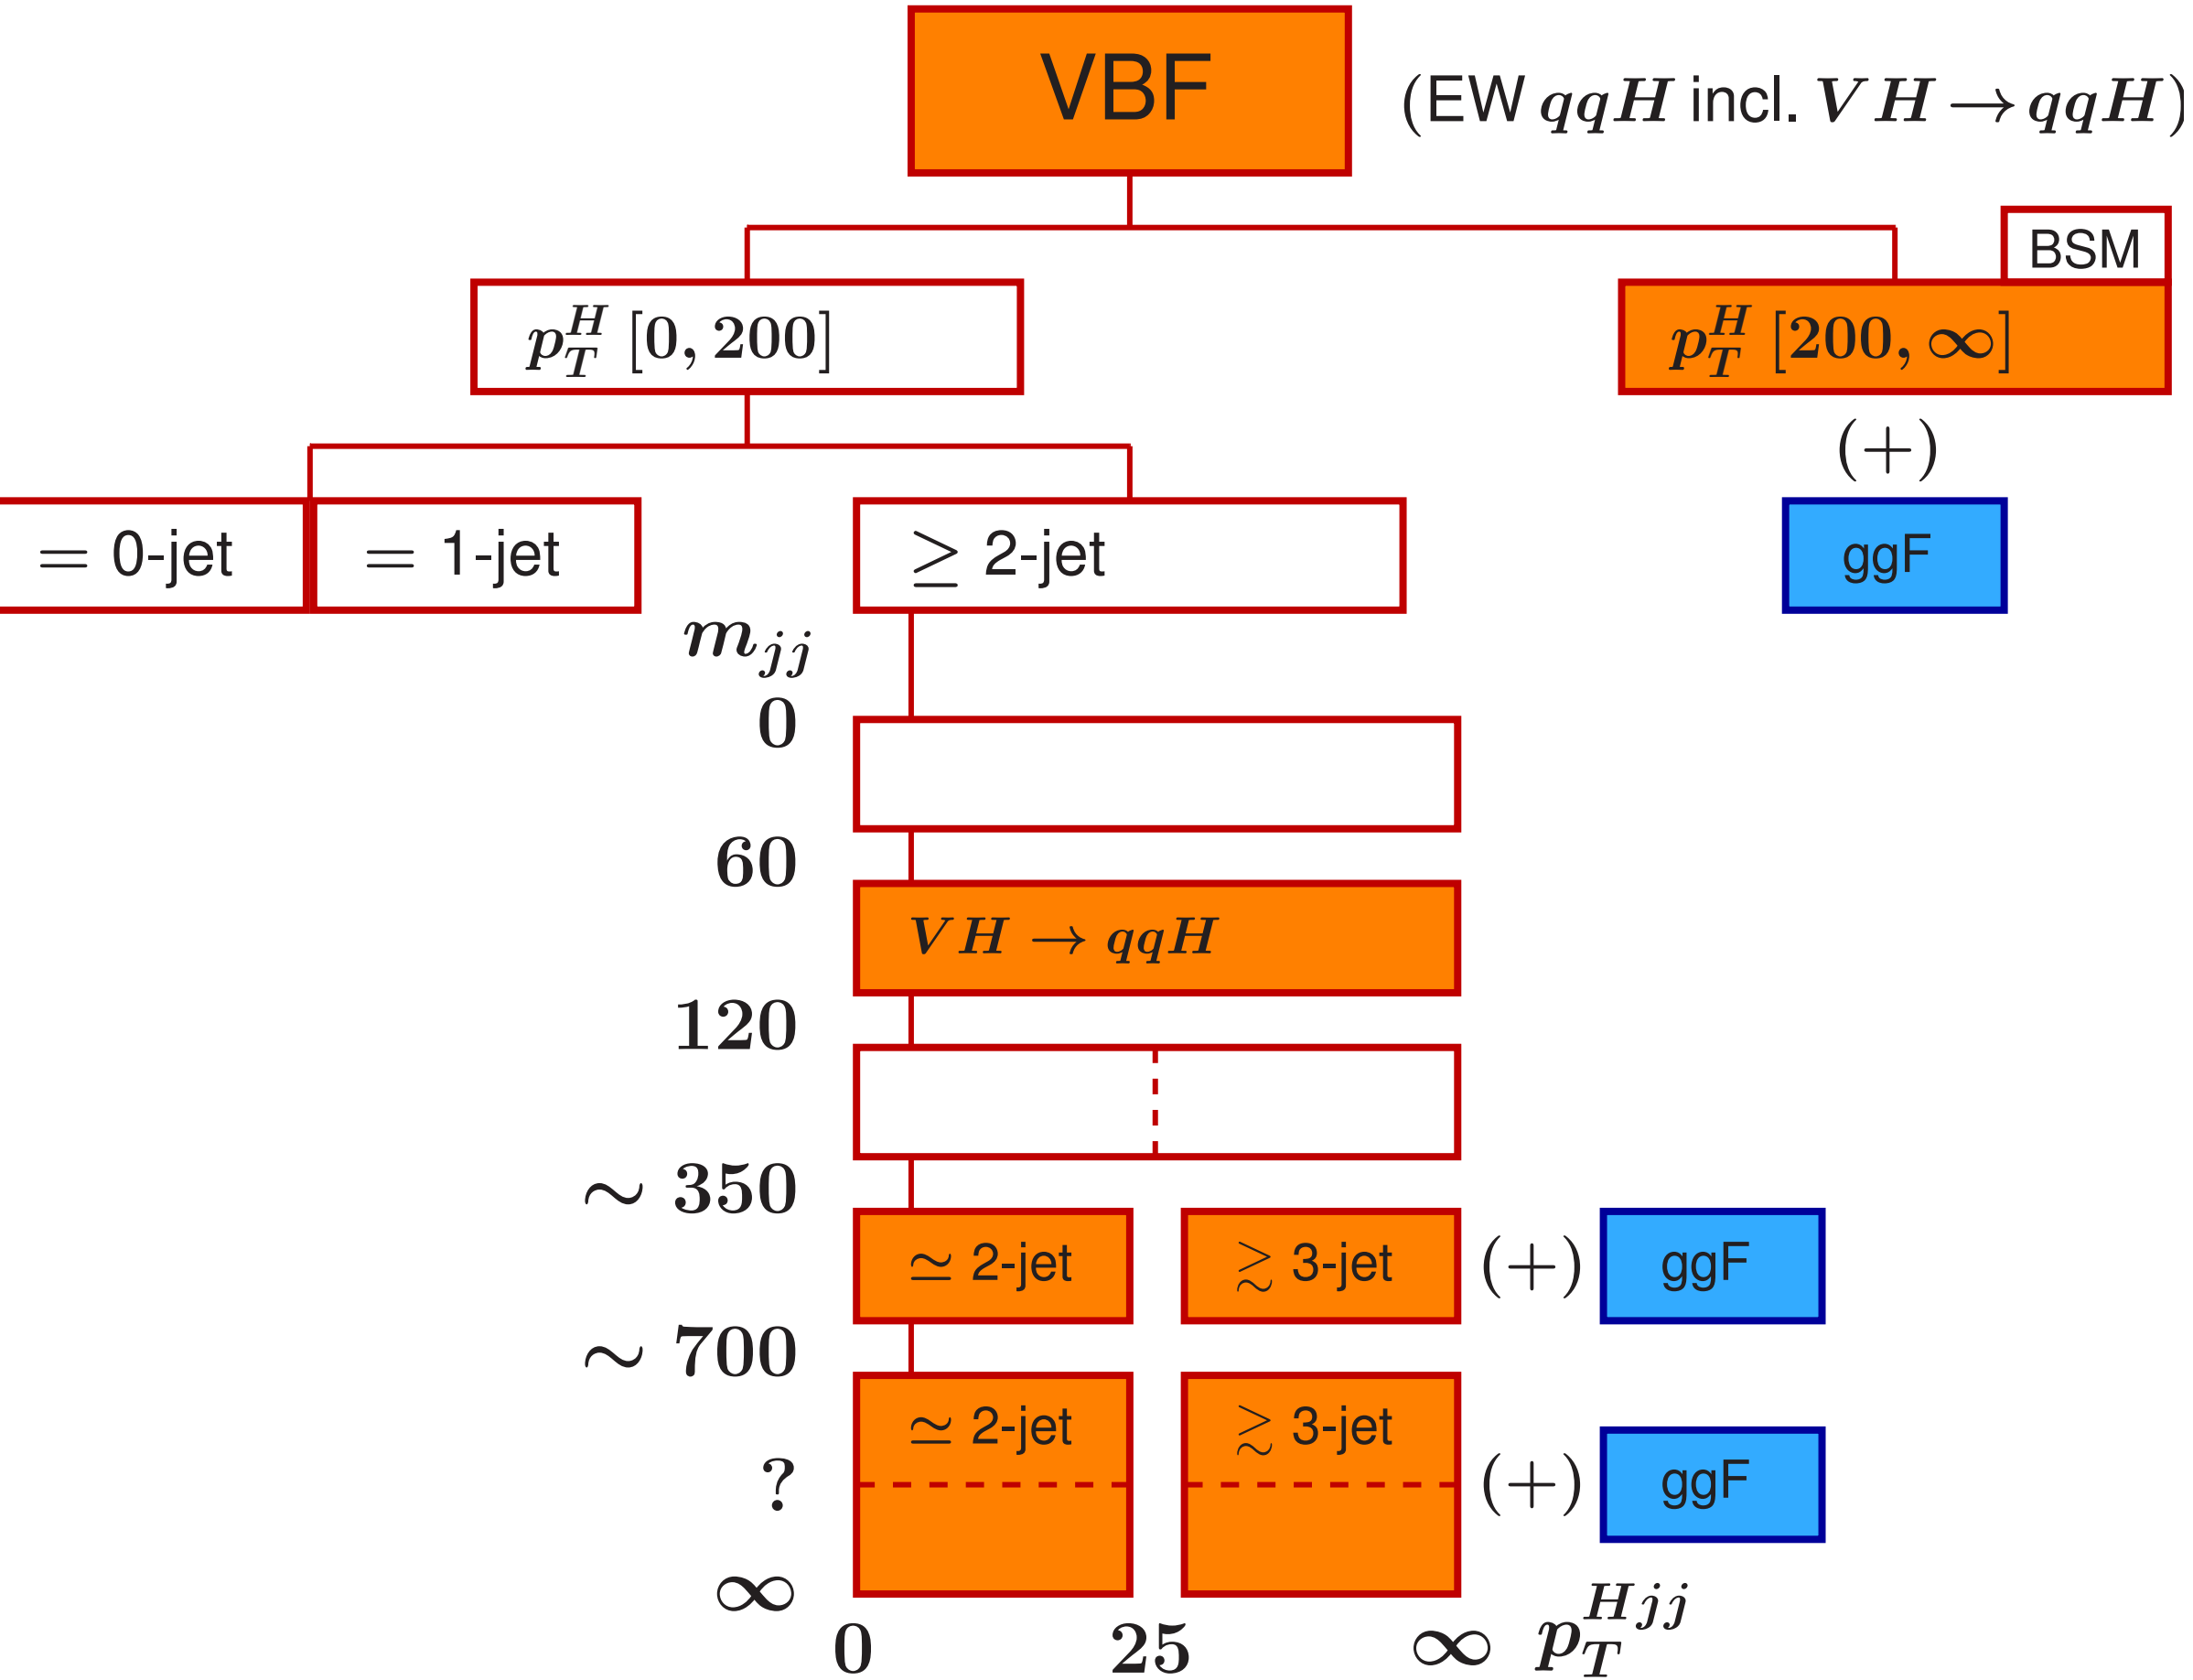 VBF (EW qqH incl. VH → qqH)
BSM
p_T^H [0, 200] p_T^H [200, ∞]
(+)
= 0-jet = 1-jet ≥ 2-jet ggF
m_jj
0
60
VH → qqH
120
∼ 350
≃ 2-jet ≳ 3-jet (+) ggF
∼ 700
≃ 2-jet ≳ 3-jet
? (+) ggF
∞
0 25 ∞ p_T^{Hjj}